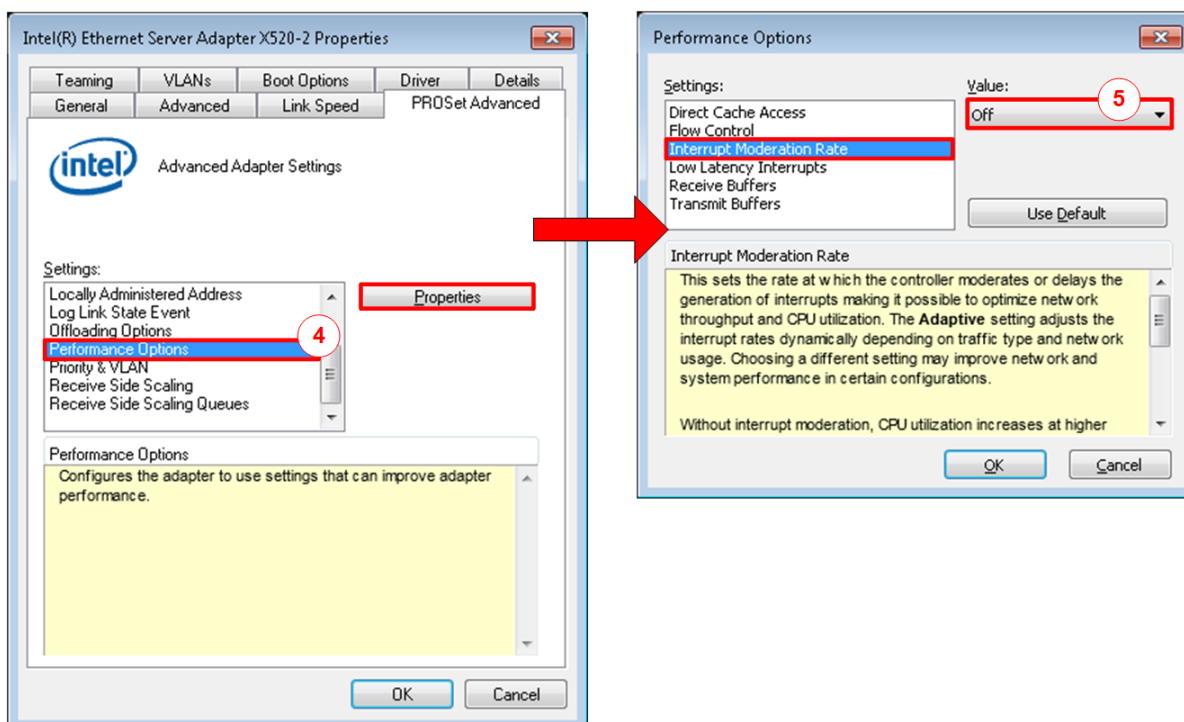 Intel(R) Ethernet Server Adapter X520-2 Properties
Teaming VLANs Boot Options Driver Details
General Advanced Link Speed PROSet Advanced
intel
Advanced Adapter Settings
Settings:
Locally Administered Address
Log Link State Event
Offloading Options
Performance Options
Priority & VLAN
Receive Side Scaling
Receive Side Scaling Queues
4
Properties
Performance Options
Configures the adapter to use settings that can improve adapter
performance.
OK Cancel
Performance Options
Settings:
Direct Cache Access
Flow Control
Interrupt Moderation Rate
Low Latency Interrupts
Receive Buffers
Transmit Buffers
Value:
Off
5
Use Default
Interrupt Moderation Rate
This sets the rate at which the controller moderates or delays the
generation of interrupts making it possible to optimize network
throughput and CPU utilization. The Adaptive setting adjusts the
interrupt rates dynamically depending on traffic type and network
usage. Choosing a different setting may improve network and
system performance in certain configurations.
Without interrupt moderation, CPU utilization increases at higher
OK Cancel